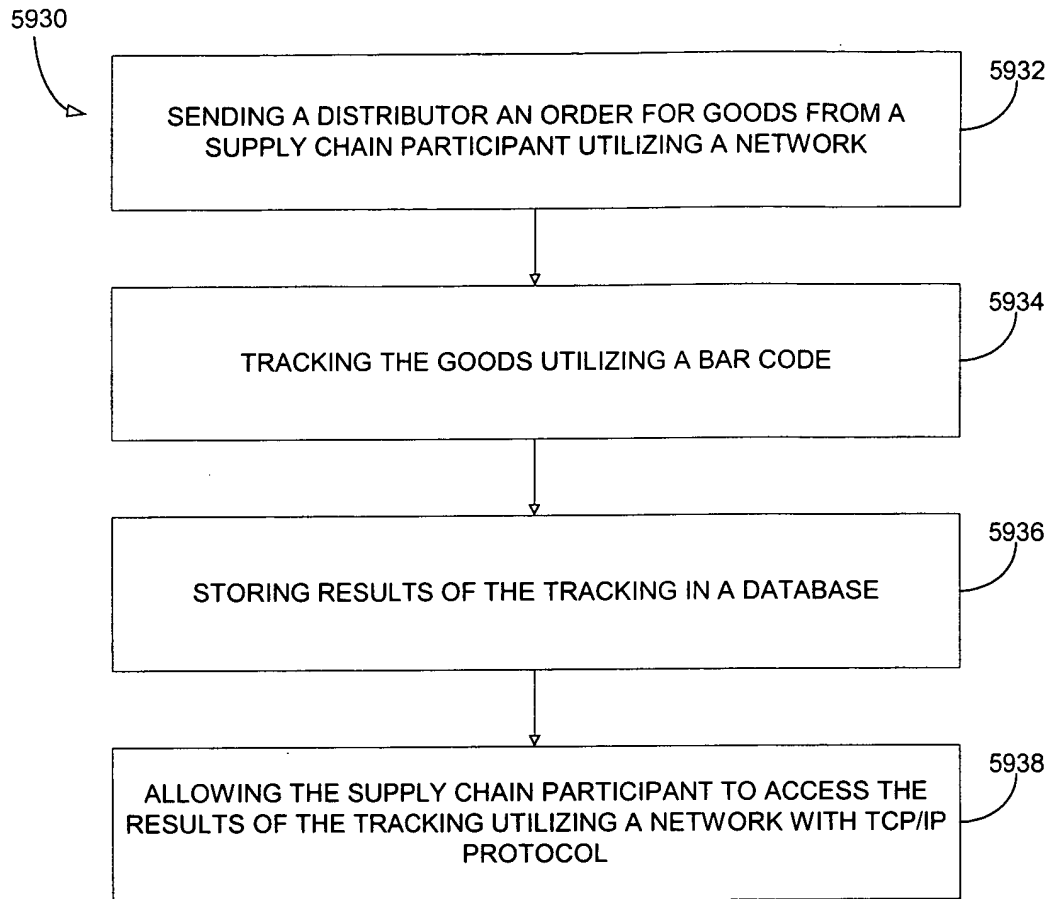 5930
5932
SENDING A DISTRIBUTOR AN ORDER FOR GOODS FROM A
SUPPLY CHAIN PARTICIPANT UTILIZING A NETWORK
5934
TRACKING THE GOODS UTILIZING A BAR CODE
5936
STORING RESULTS OF THE TRACKING IN A DATABASE
5938
ALLOWING THE SUPPLY CHAIN PARTICIPANT TO ACCESS THE
RESULTS OF THE TRACKING UTILIZING A NETWORK WITH TCP/IP
PROTOCOL